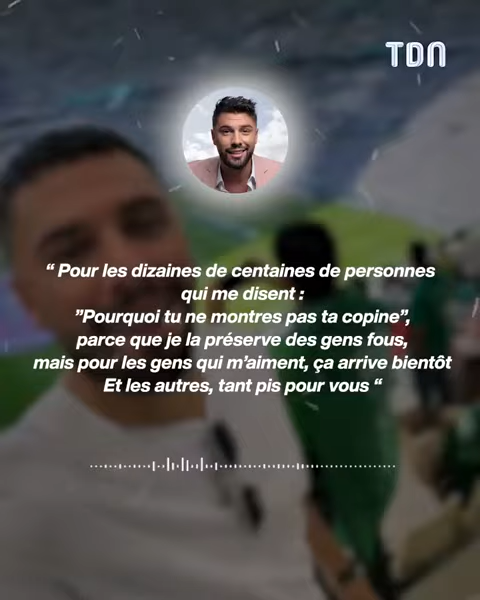 TDN
“ Pour les dizaines de centaines de personnes
qui me disent :
”Pourquoi tu ne montres pas ta copine”,
parce que je la préserve des gens fous,
mais pour les gens qui m’aiment, ça arrive bientôt
Et les autres, tant pis pour vous “